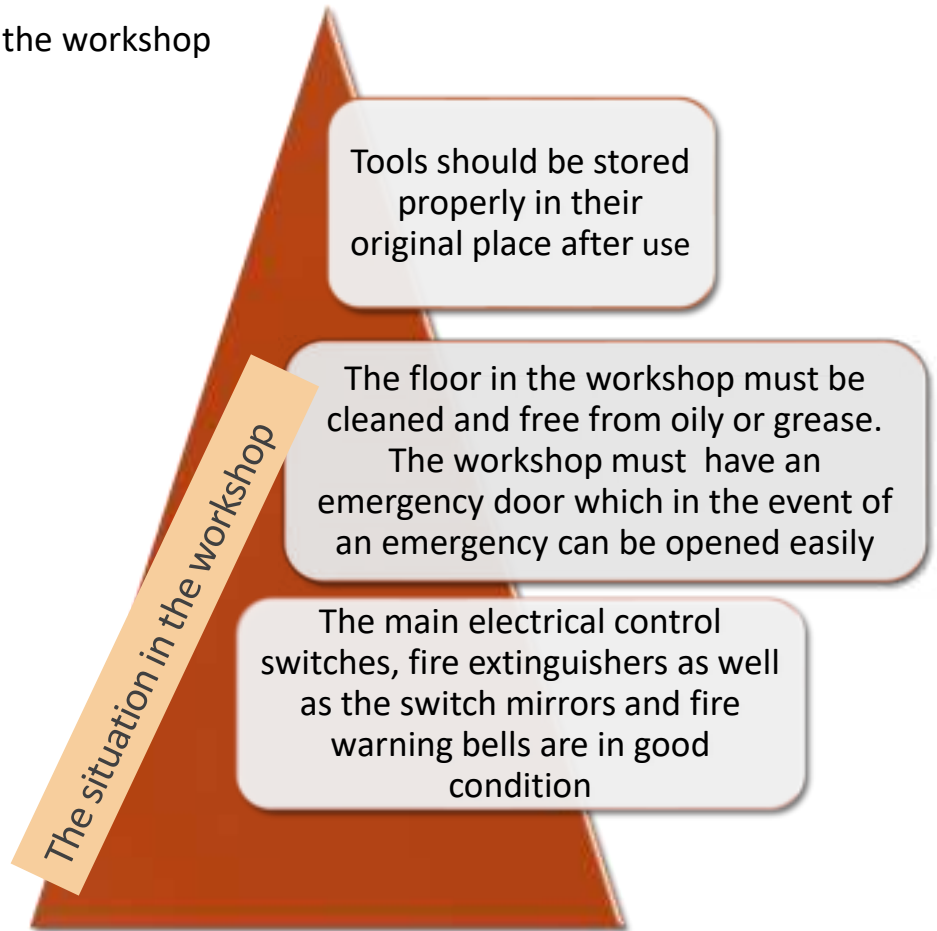 the workshop
Tools should be stored
properly in their
original place after use
The floor in the workshop must be
cleaned and free from oily or grease.
The workshop must have an
emergency door which in the event of
an emergency can be opened easily
The situation in the workshop
The main electrical control
switches, fire extinguishers as well
as the switch mirrors and fire
warning bells are in good
condition